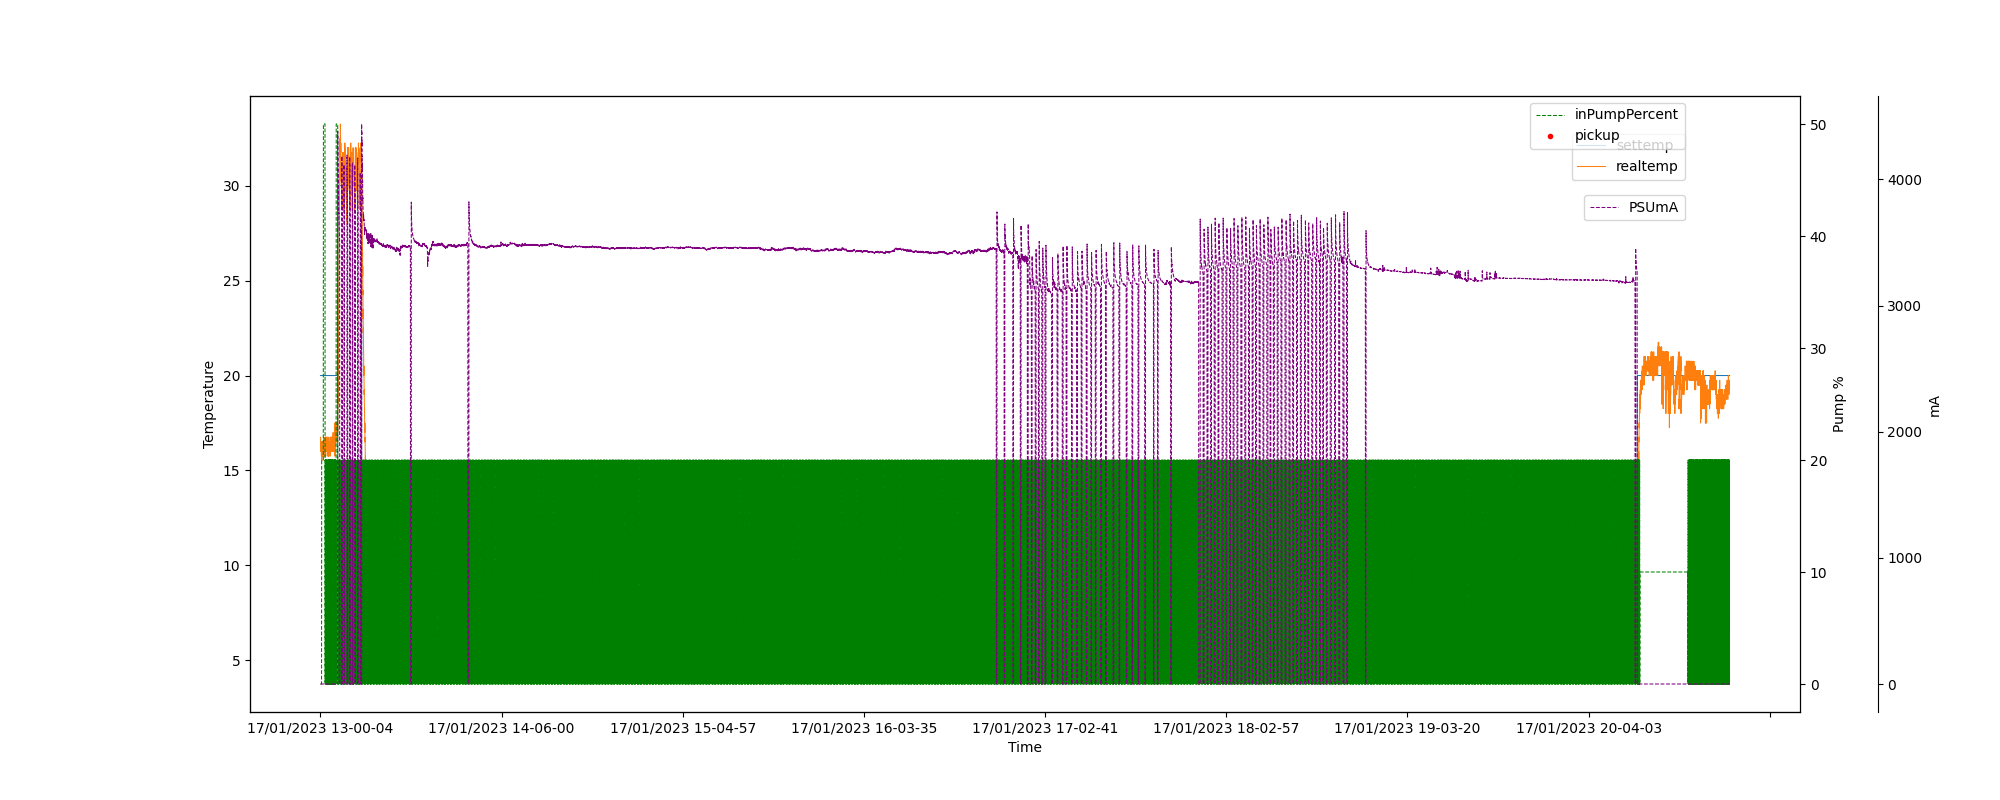 inPumpPercent
pickup
settemp
realtemp
PSUmA
30
25
20
15
10
5
Temperature
50
40
30
20
10
0
Pump %
4000
3000
2000
1000
0
mA
17/01/2023 13-00-04
17/01/2023 14-06-00
17/01/2023 15-04-57
17/01/2023 16-03-35
17/01/2023 17-02-41
17/01/2023 18-02-57
17/01/2023 19-03-20
17/01/2023 20-04-03
Time